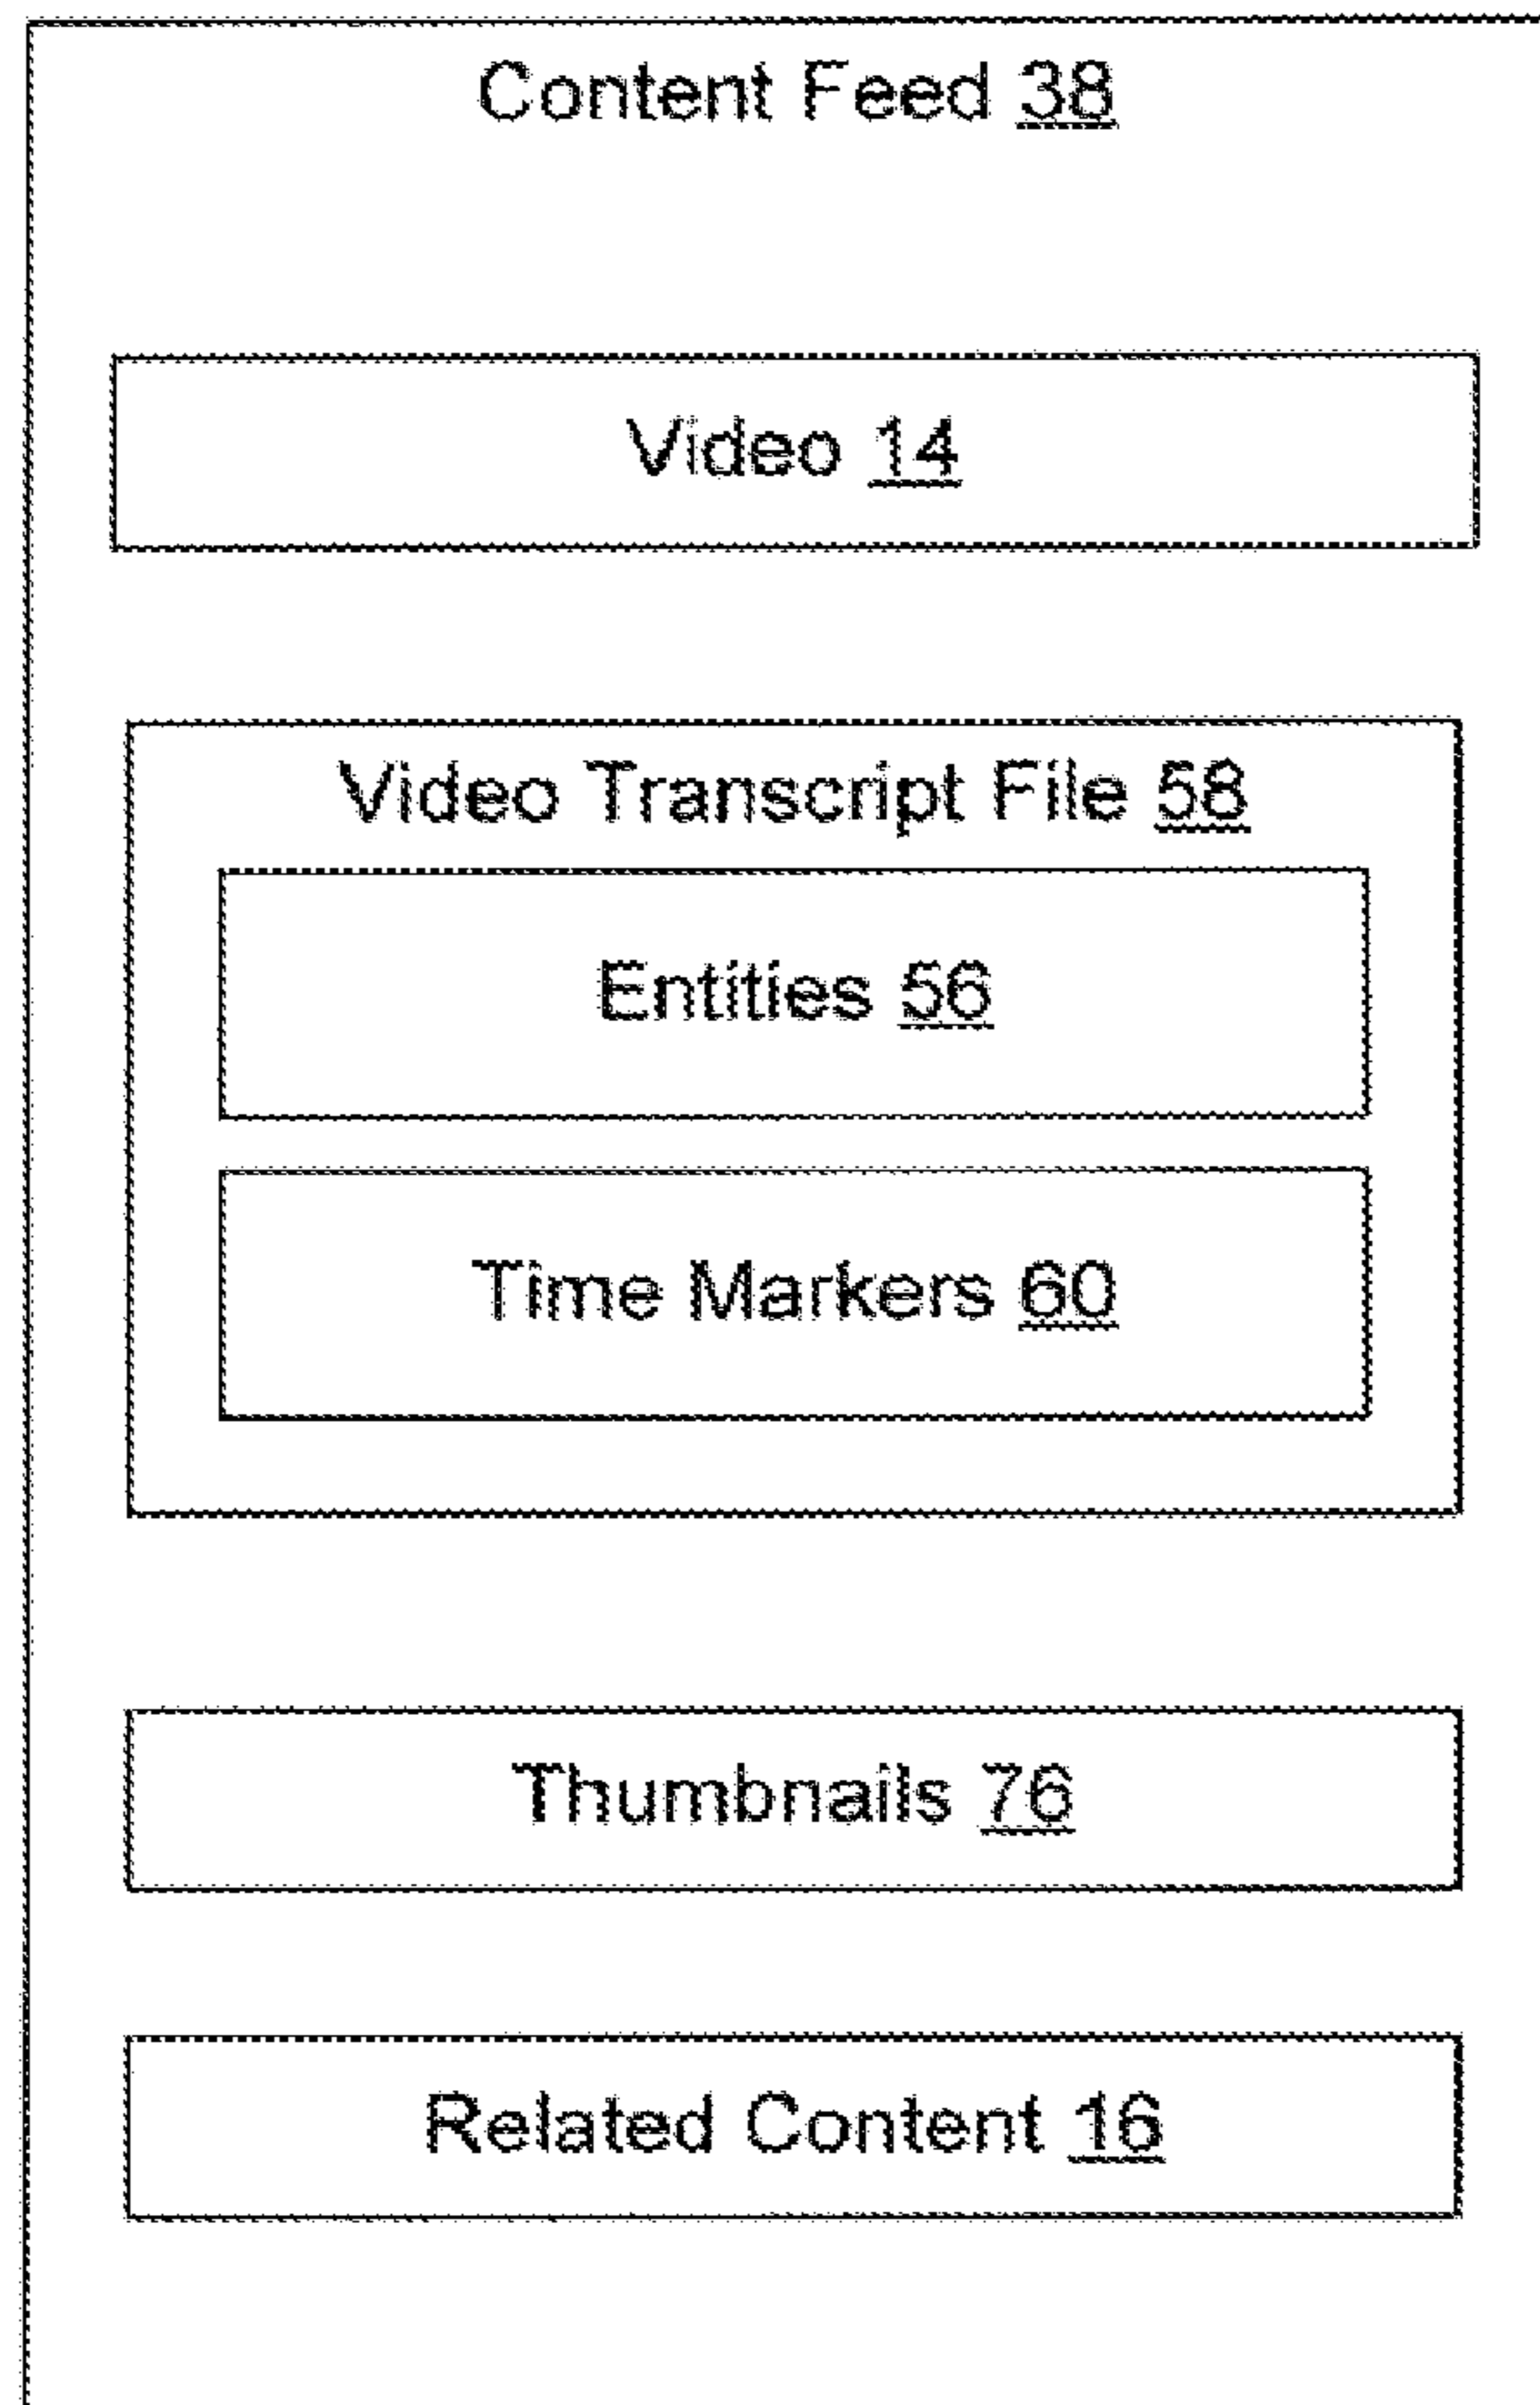 Content Feed 38
Video 14
Video Transcript File 58
Entities 56
Time Markers 60
Thumbnails 76
Related Content 16